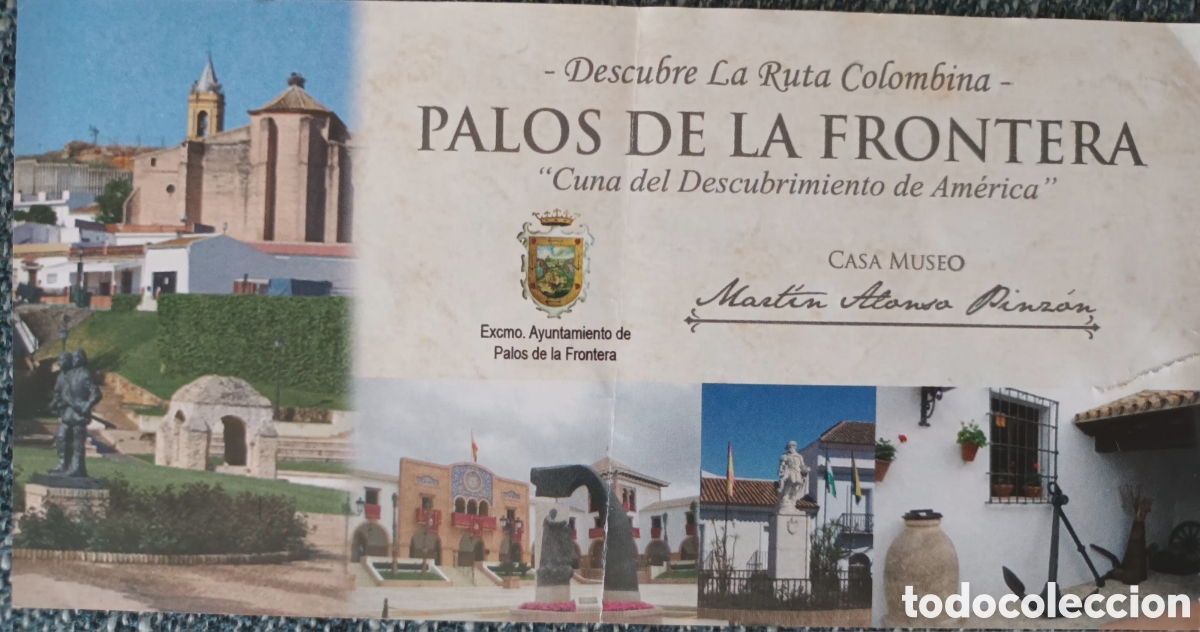 - Descubre La Ruta Colombina -
PALOS DE LA FRONTERA
"Cuna del Descubrimiento de América"
CASA MUSEO
Martín Alonso Pinzón
Excmo. Ayuntamiento de
Palos de la Frontera
todocoleccion